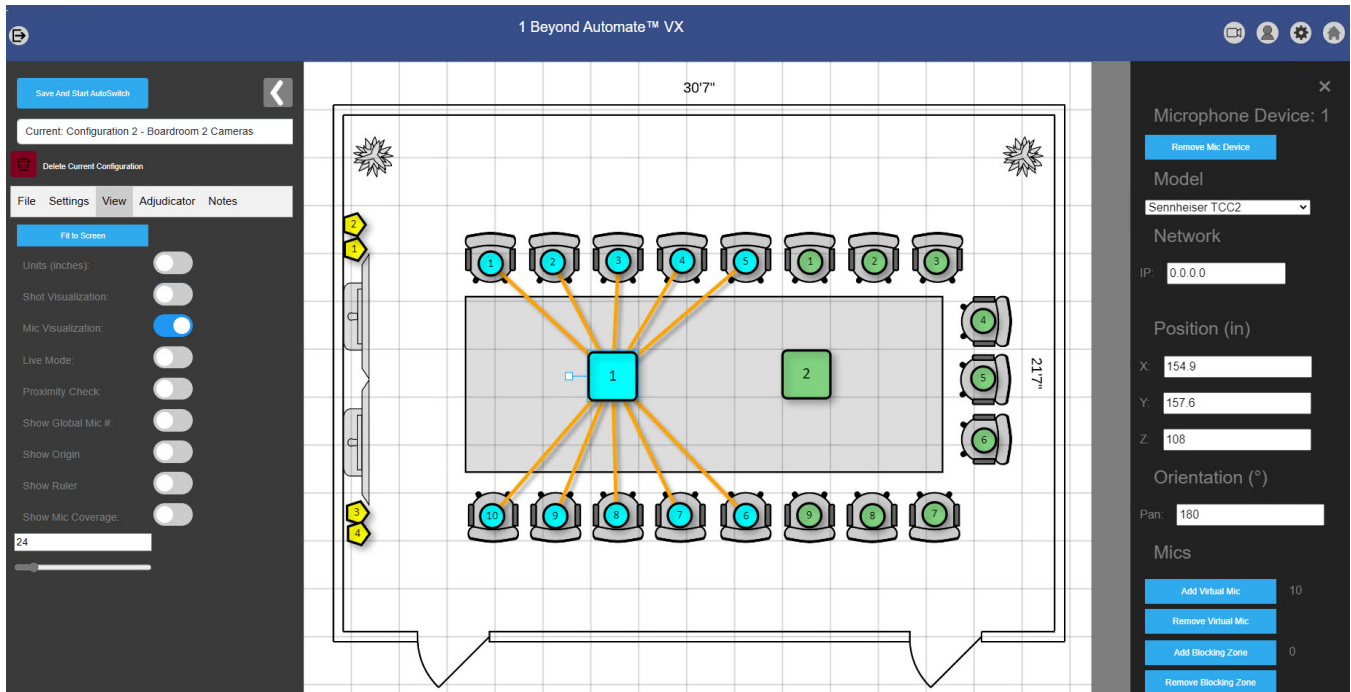 1 Beyond Automate™ VX
Save And Start AutoSwitch
Current: Configuration 2 - Boardroom 2 Cameras
Delete Current Configuration
File Settings View Adjudicator Notes
Fit to Screen
Units (Inches):
Shot Visualization:
Mic Visualization:
Live Mode:
Proximity Check:
Show Global Mic #:
Show Origin
Show Ruler
Show Mic Coverage:
24
30'7"
2
1
1 2 3 4 5 1 2 3
4
1 2
5
21'7"
6
3
4
10 9 8 7 6 9 8 7
×
Microphone Device: 1
Remove Mic Device
Model
Sennheiser TCC2
Network
IP: 0.0.0.0
Position (in)
X: 154.9
Y: 157.6
Z: 108
Orientation (°)
Pan: 180
Mics
Add Virtual Mic 10
Remove Virtual Mic
Add Blocking Zone 0
Remove Blocking Zone